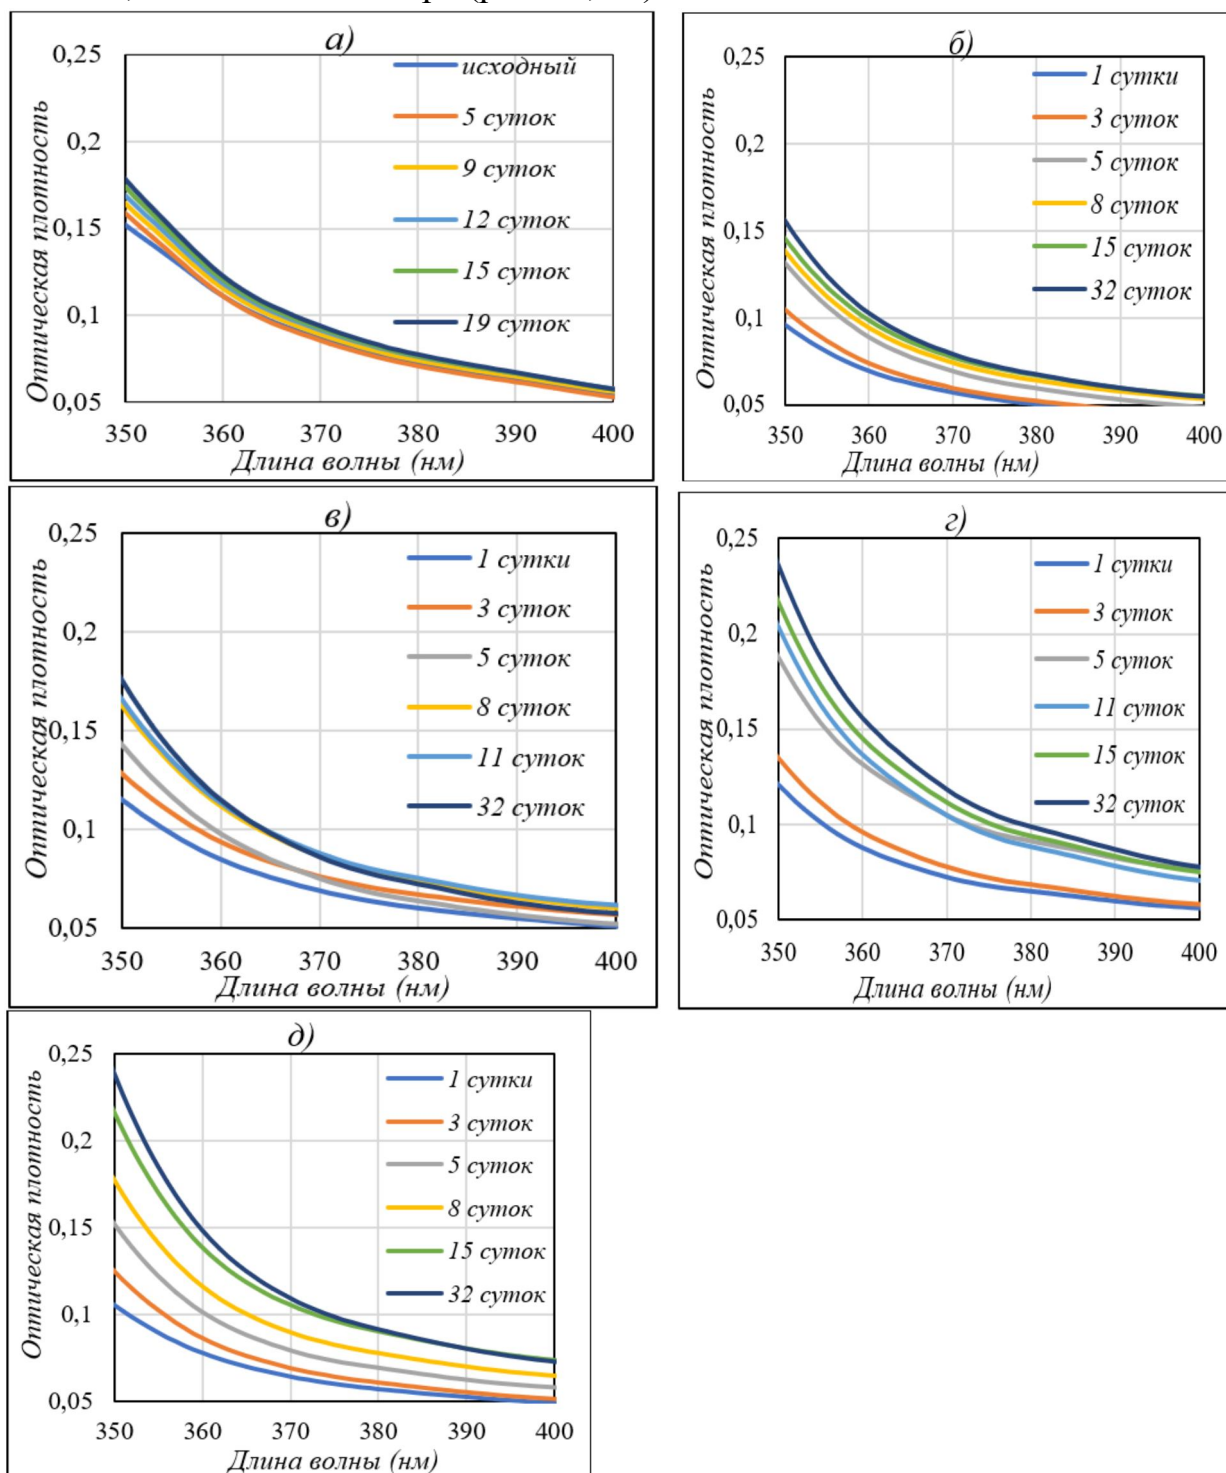 а)
Оптическая плотность
0,25
0,2
0,15
0,1
0,05
исходный
5 суток
9 суток
12 суток
15 суток
19 суток
350 360 370 380 390 400
Длина волны (нм)
б)
Оптическая плотность
0,25
0,2
0,15
0,1
0,05
1 сутки
3 суток
5 суток
8 суток
15 суток
32 суток
350 360 370 380 390 400
Длина волны (нм)
в)
Оптическая плотность
0,25
0,2
0,15
0,1
0,05
1 сутки
3 суток
5 суток
8 суток
11 суток
32 суток
350 360 370 380 390 400
Длина волны (нм)
г)
Оптическая плотность
0,25
0,2
0,15
0,1
0,05
1 сутки
3 суток
5 суток
11 суток
15 суток
32 суток
350 360 370 380 390 400
Длина волны (нм)
д)
Оптическая плотность
0,25
0,2
0,15
0,1
0,05
1 сутки
3 суток
5 суток
8 суток
15 суток
32 суток
350 360 370 380 390 400
Длина волны (нм)